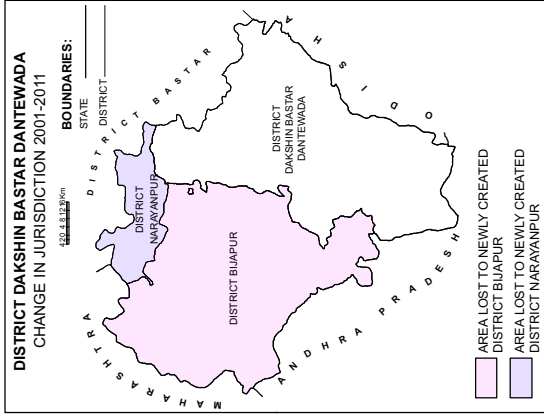 DISTRICT DAKSHIN BASTAR DANTEWADA
CHANGE IN JURISDICTION 2001-2011
BOUNDARIES:
STATE
DISTRICT
DISTRICT BASTAR
ODISHA
MAHARASHTRA
DISTRICT
NARAYANPUR
DISTRICT
DAKSHIN BASTAR
DANTEWADA
DISTRICT BIJAPUR
ANDHRA PRADESH
AREA LOST TO NEWLY CREATED
DISTRICT BIJAPUR
AREA LOST TO NEWLY CREATED
DISTRICT NARAYANPUR